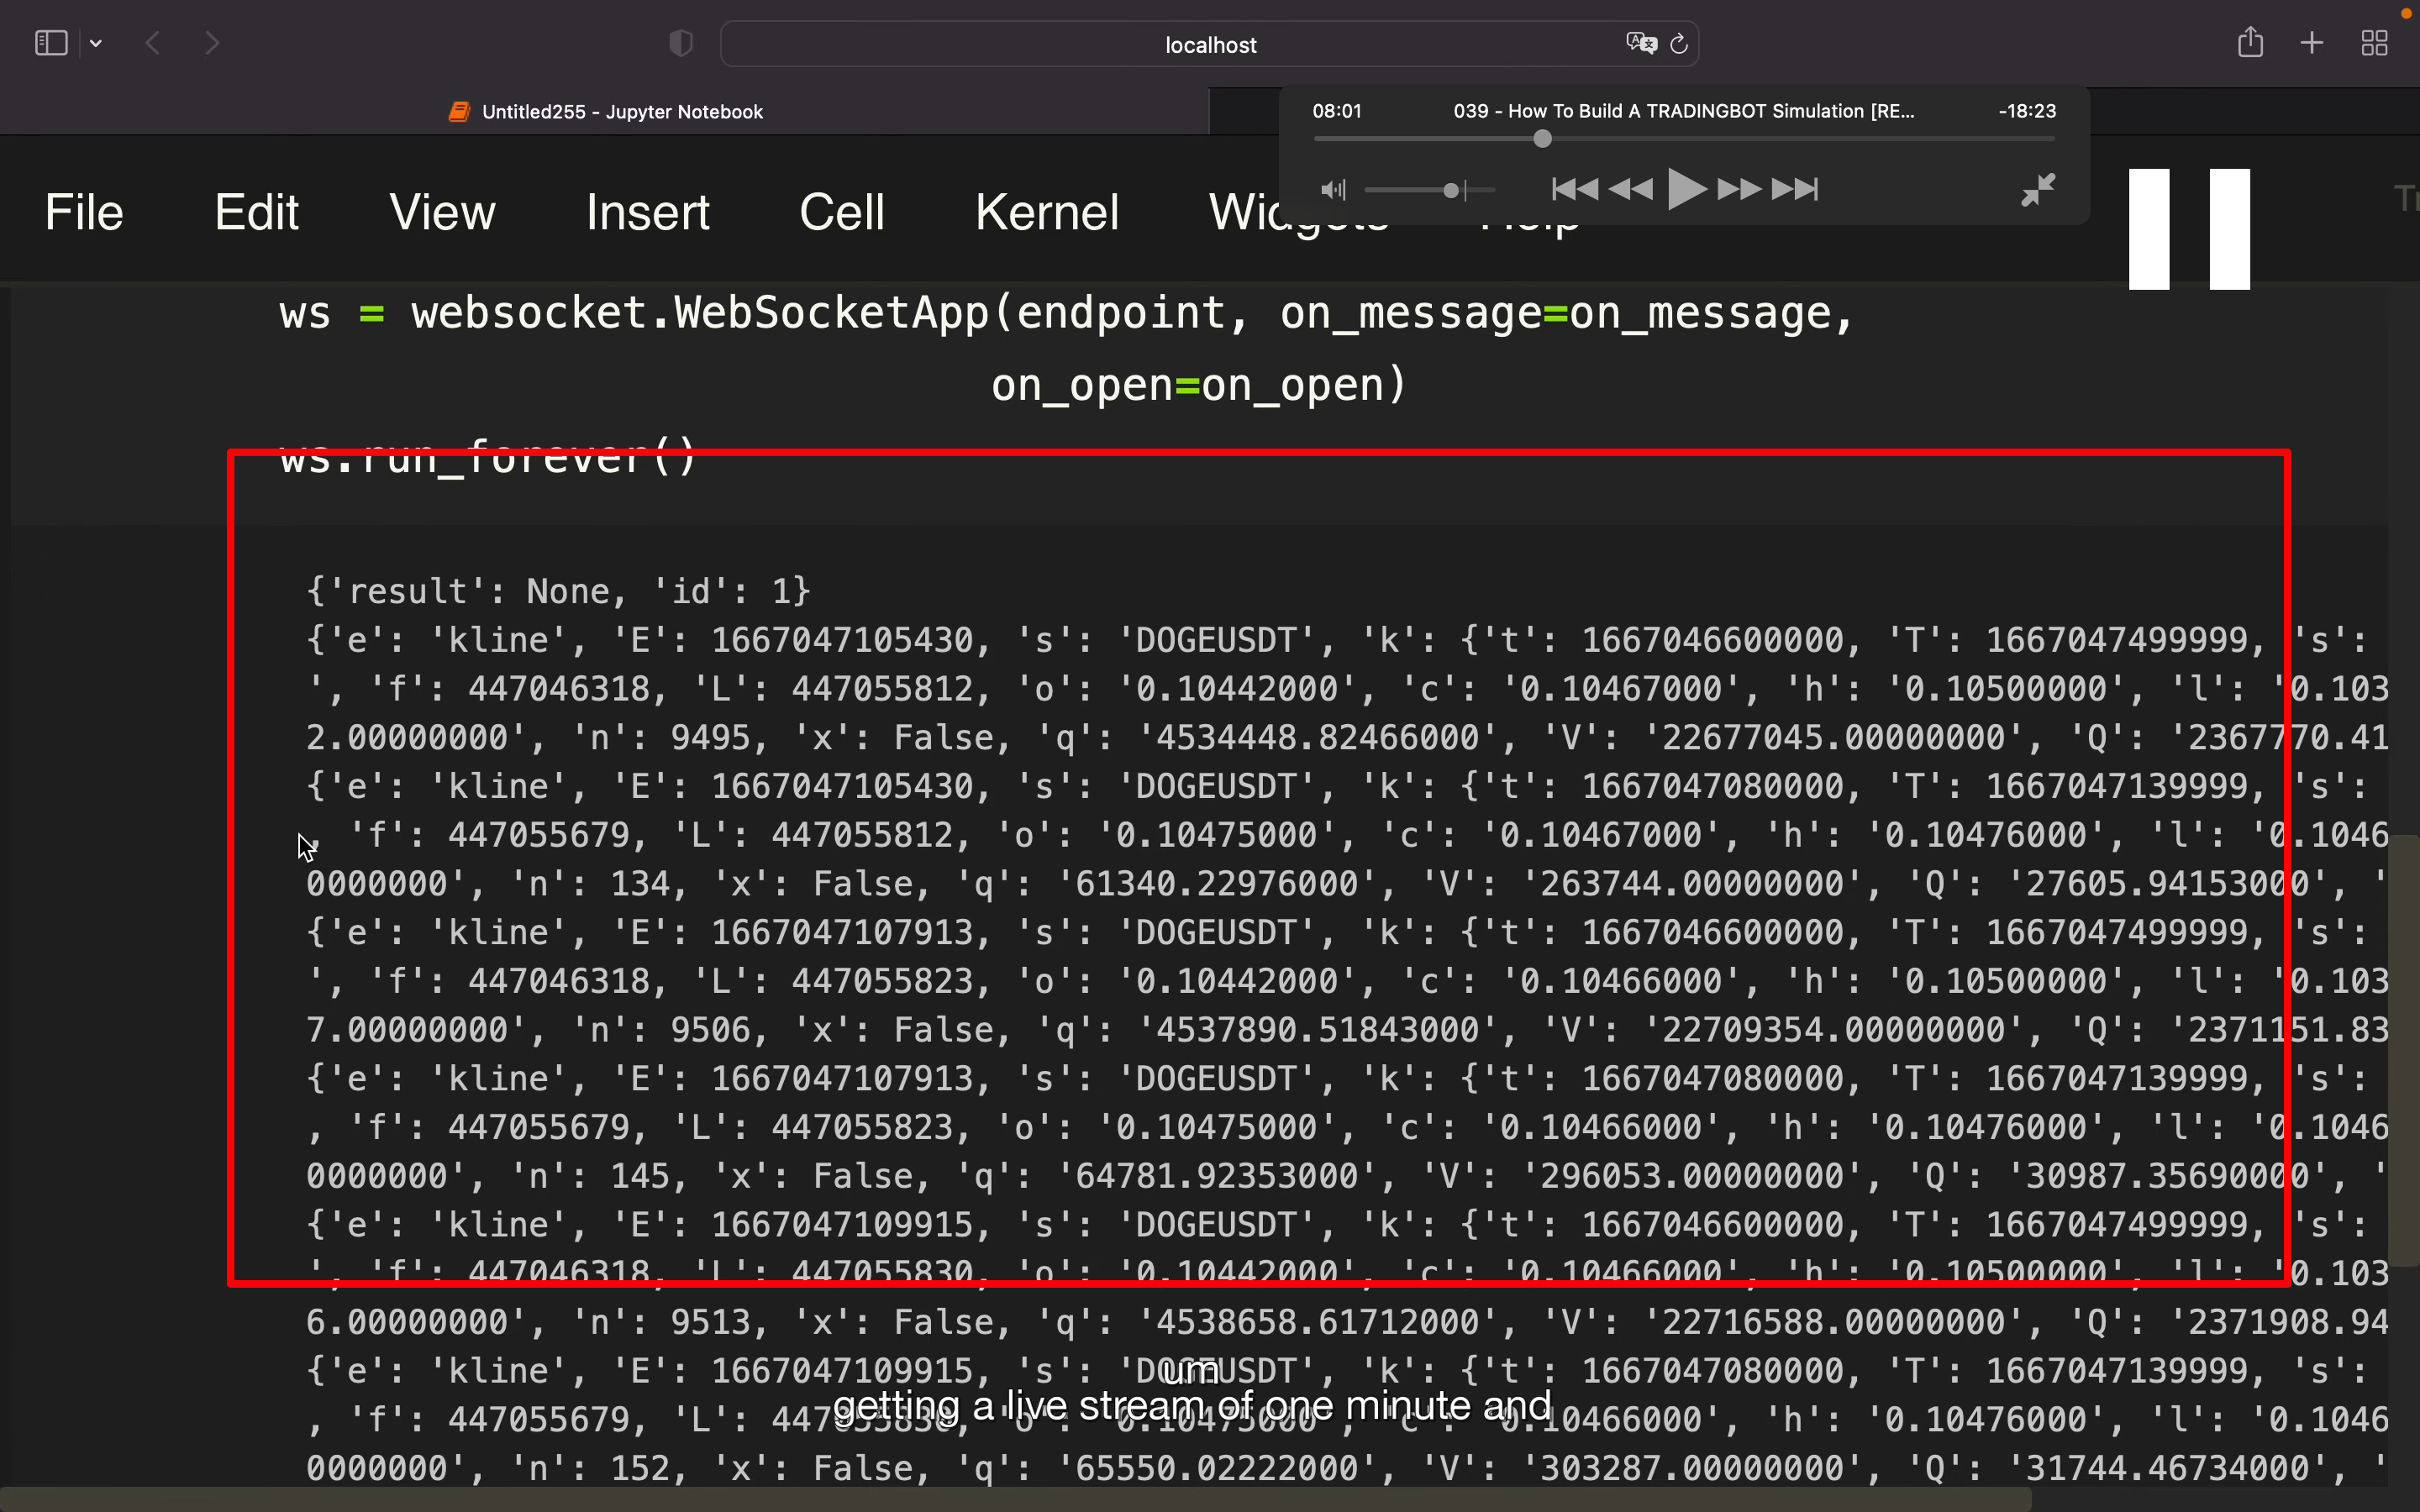 localhost
Untitled255 - Jupyter Notebook
08:01 039 - How To Build A TRADINGBOT Simulation [RE... -18:23
File Edit View Insert Cell Kernel Widgets Help
ws = websocket.WebSocketApp(endpoint, on_message=on_message,
on_open=on_open)
ws.run_forever()
{'result': None, 'id': 1}
{'e': 'kline', 'E': 1667047105430, 's': 'DOGEUSDT', 'k': {'t': 1667046600000, 'T': 1667047499999, 's':
', 'f': 447046318, 'L': 447055812, 'o': '0.10442000', 'c': '0.10467000', 'h': '0.10500000', 'l': '0.103
2.00000000', 'n': 9495, 'x': False, 'q': '4534448.82466000', 'V': '22677045.00000000', 'Q': '2367770.41
{'e': 'kline', 'E': 1667047105430, 's': 'DOGEUSDT', 'k': {'t': 1667047080000, 'T': 1667047139999, 's':
, 'f': 447055679, 'L': 447055812, 'o': '0.10475000', 'c': '0.10467000', 'h': '0.10476000', 'l': '0.1046
0000000', 'n': 134, 'x': False, 'q': '61340.22976000', 'V': '263744.00000000', 'Q': '27605.94153000', '
{'e': 'kline', 'E': 1667047107913, 's': 'DOGEUSDT', 'k': {'t': 1667046600000, 'T': 1667047499999, 's':
', 'f': 447046318, 'L': 447055823, 'o': '0.10442000', 'c': '0.10466000', 'h': '0.10500000', 'l': '0.103
7.00000000', 'n': 9506, 'x': False, 'q': '4537890.51843000', 'V': '22709354.00000000', 'Q': '2371151.83
{'e': 'kline', 'E': 1667047107913, 's': 'DOGEUSDT', 'k': {'t': 1667047080000, 'T': 1667047139999, 's':
, 'f': 447055679, 'L': 447055823, 'o': '0.10475000', 'c': '0.10466000', 'h': '0.10476000', 'l': '0.1046
0000000', 'n': 145, 'x': False, 'q': '64781.92353000', 'V': '296053.00000000', 'Q': '30987.35690000', '
{'e': 'kline', 'E': 1667047109915, 's': 'DOGEUSDT', 'k': {'t': 1667046600000, 'T': 1667047499999, 's':
', 'f': 447046318, 'L': 447055830, 'o': '0.10442000', 'c': '0.10466000', 'h': '0.10500000', 'l': '0.103
6.00000000', 'n': 9513, 'x': False, 'q': '4538658.61712000', 'V': '22716588.00000000', 'Q': '2371908.94
{'e': 'kline', 'E': 1667047109915, 's': 'DOGEUSDT', 'k': {'t': 1667047080000, 'T': 1667047139999, 's':
um
getting a live stream of one minute and
, 'f': 447055679, 'L': 447055830, 'o': '0.10475000', 'c': '0.10466000', 'h': '0.10476000', 'l': '0.1046
0000000', 'n': 152, 'x': False, 'q': '65550.02222000', 'V': '303287.00000000', 'Q': '31744.46734000', '